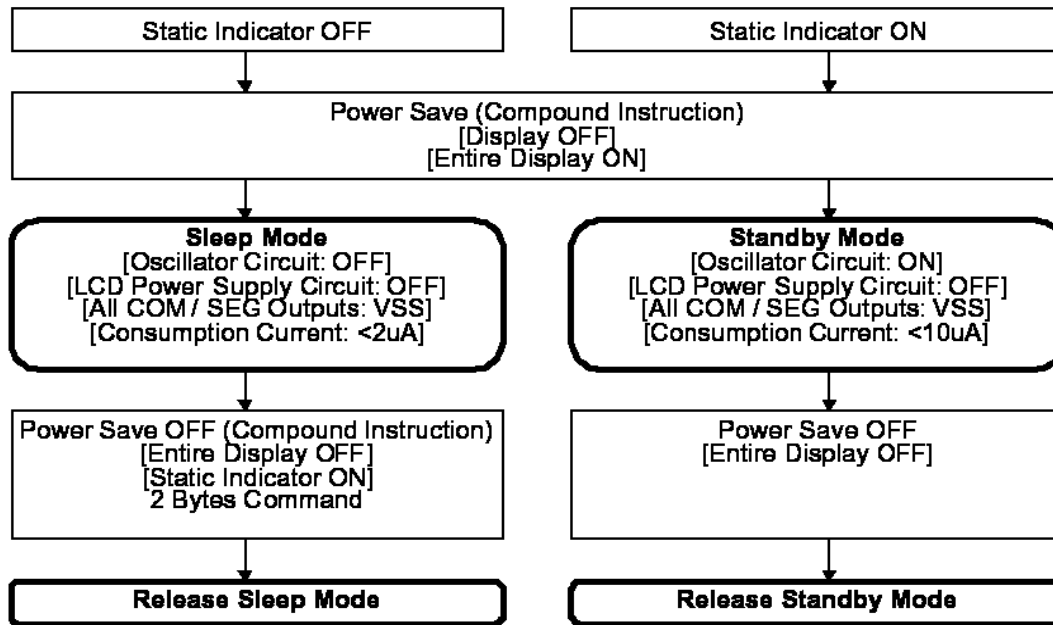 Static Indicator OFF
Static Indicator ON
Power Save (Compound Instruction)
[Display OFF]
[Entire Display ON]
Sleep Mode
[Oscillator Circuit: OFF]
[LCD Power Supply Circuit: OFF]
[All COM / SEG Outputs: VSS]
[Consumption Current: <2uA]
Standby Mode
[Oscillator Circuit: ON]
[LCD Power Supply Circuit: OFF]
[All COM / SEG Outputs: VSS]
[Consumption Current: <10uA]
Power Save OFF (Compound Instruction)
[Entire Display OFF]
[Static Indicator ON]
2 Bytes Command
Power Save OFF
[Entire Display OFF]
Release Sleep Mode
Release Standby Mode